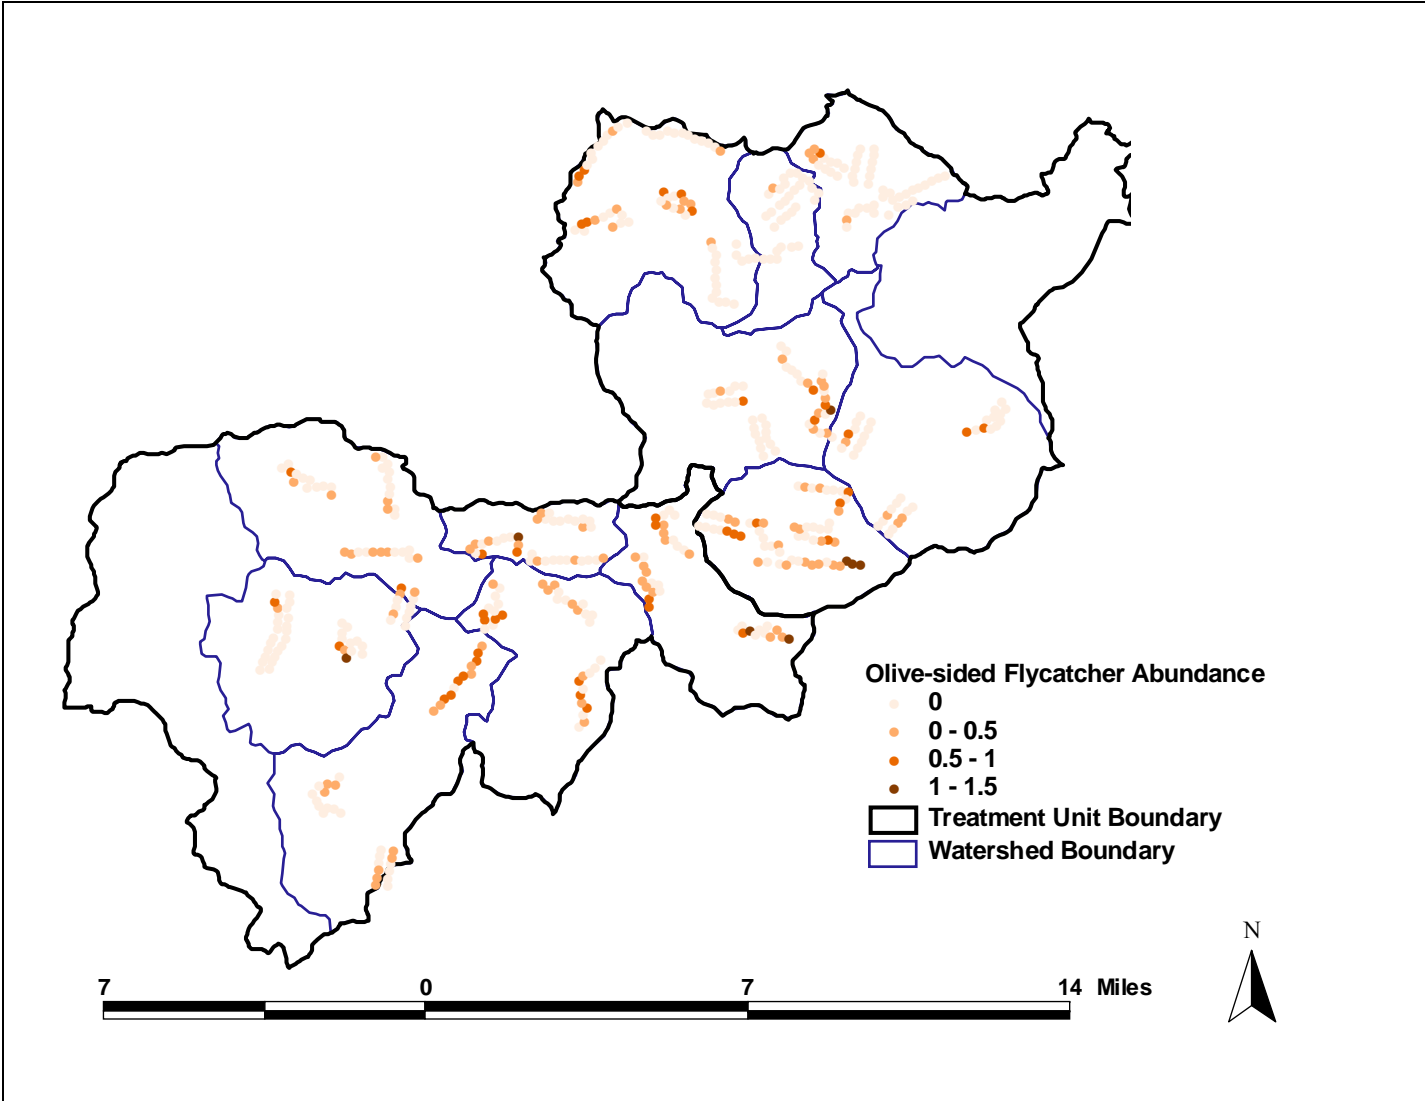 Olive-sided Flycatcher Abundance
0
0 - 0.5
0.5 - 1
1 - 1.5
Treatment Unit Boundary
Watershed Boundary
N
7 0 7 14 Miles